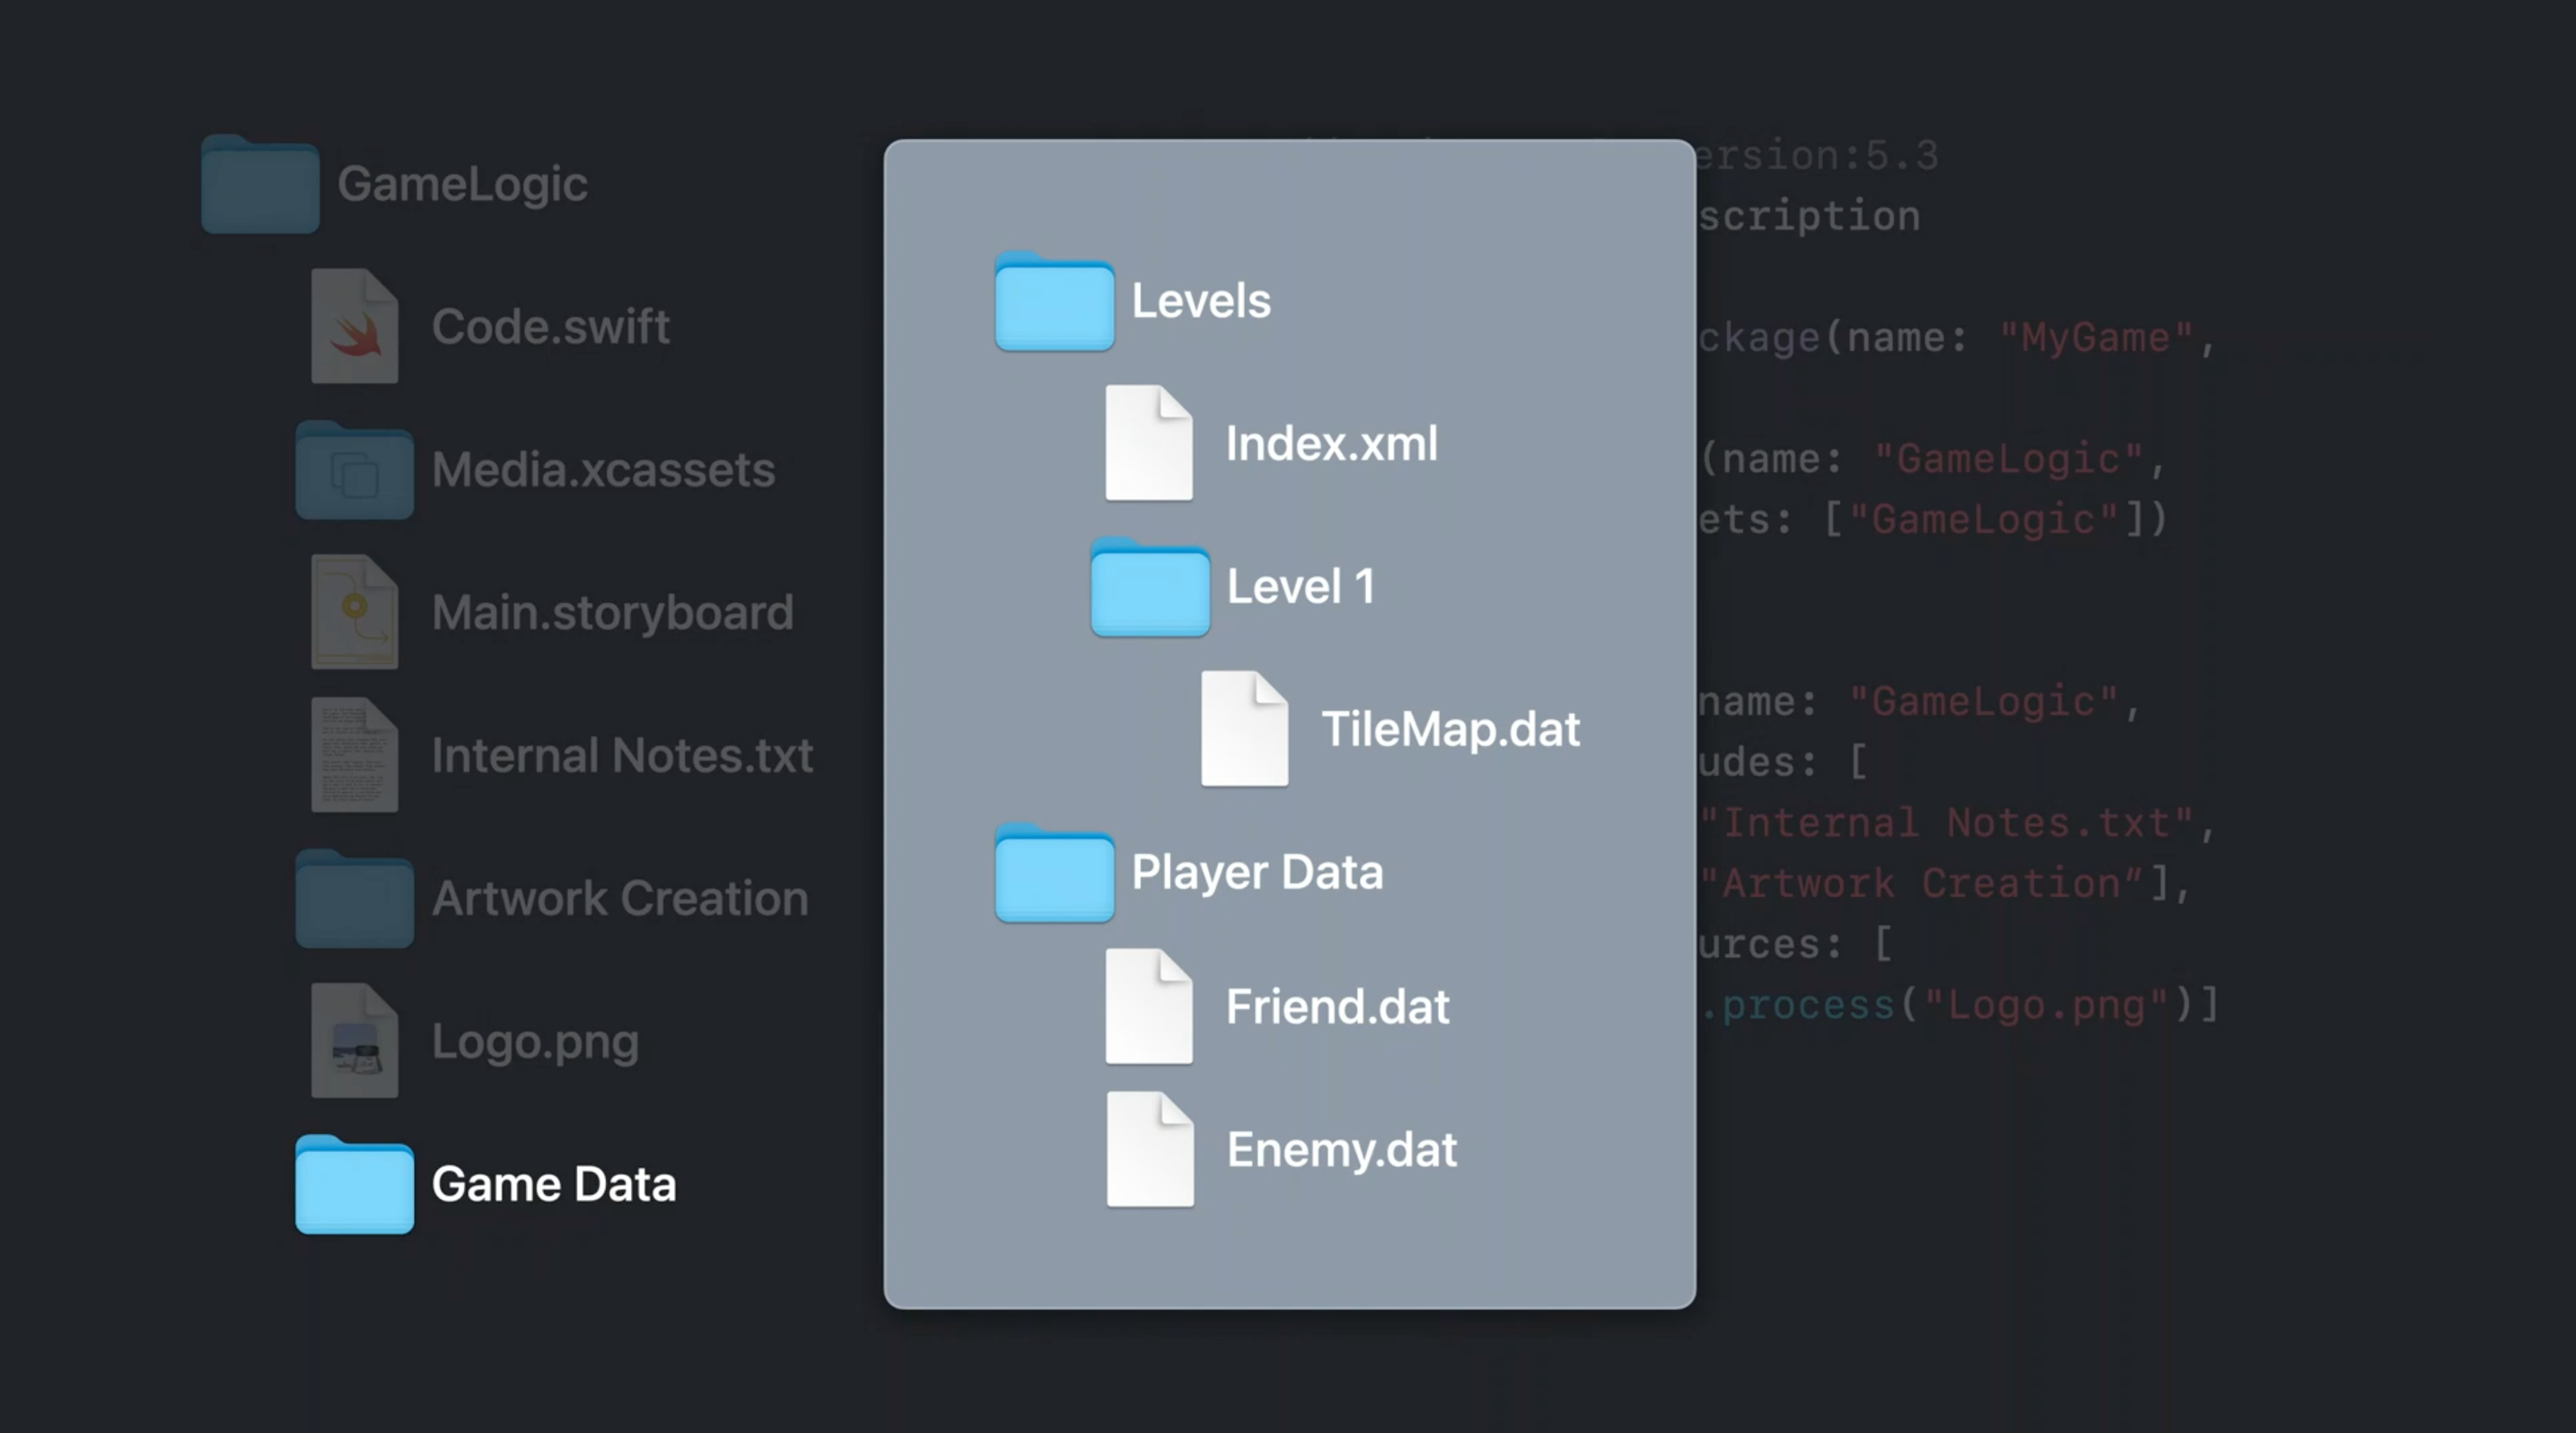 GameLogic
Code.swift
Media.xcassets
Main.storyboard
Internal Notes.txt
Artwork Creation
Logo.png
Game Data
Levels
Index.xml
Level 1
TileMap.dat
Player Data
Friend.dat
Enemy.dat
ersion:5.3
scription
ckage(name: "MyGame",
(name: "GameLogic",
ets: ["GameLogic"])
name: "GameLogic",
udes: [
"Internal Notes.txt",
"Artwork Creation”],
urces: [
.process("Logo.png")]